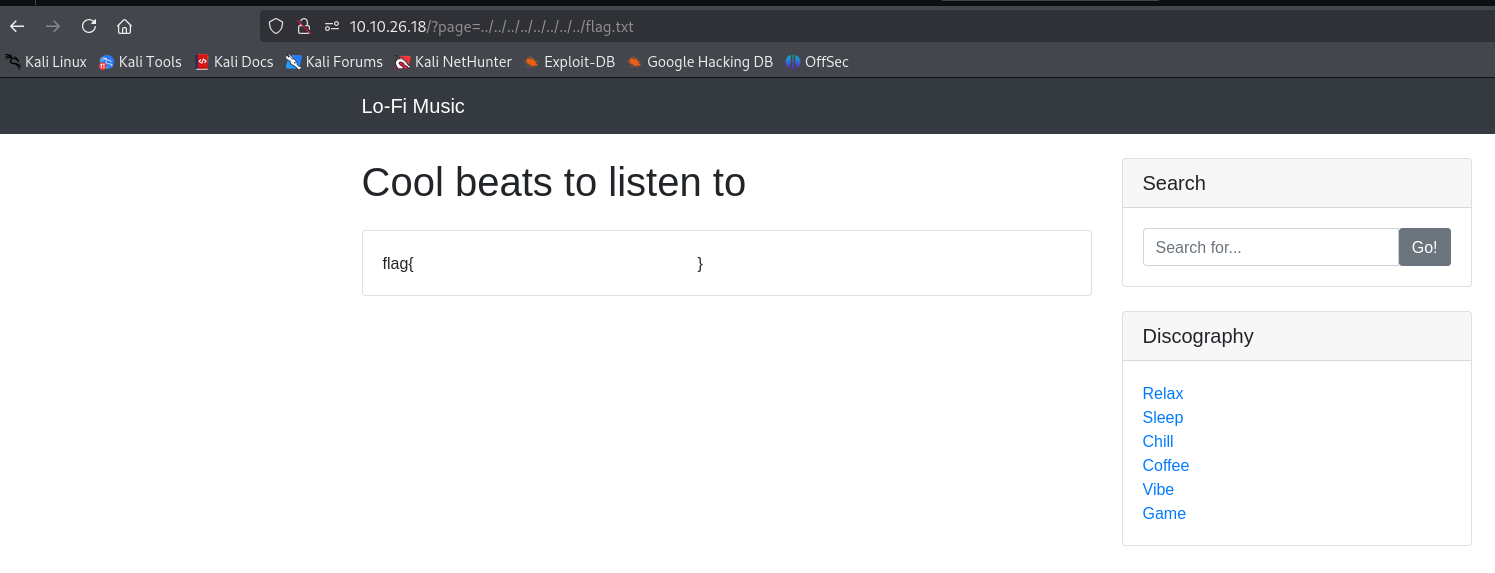 10.10.26.18/?page=../../../../../../../../flag.txt
Kali Linux Kali Tools Kali Docs Kali Forums Kali NetHunter Exploit-DB Google Hacking DB OffSec
Lo-Fi Music
Cool beats to listen to
flag{ }
Search
Search for... Go!
Discography
Relax
Sleep
Chill
Coffee
Vibe
Game